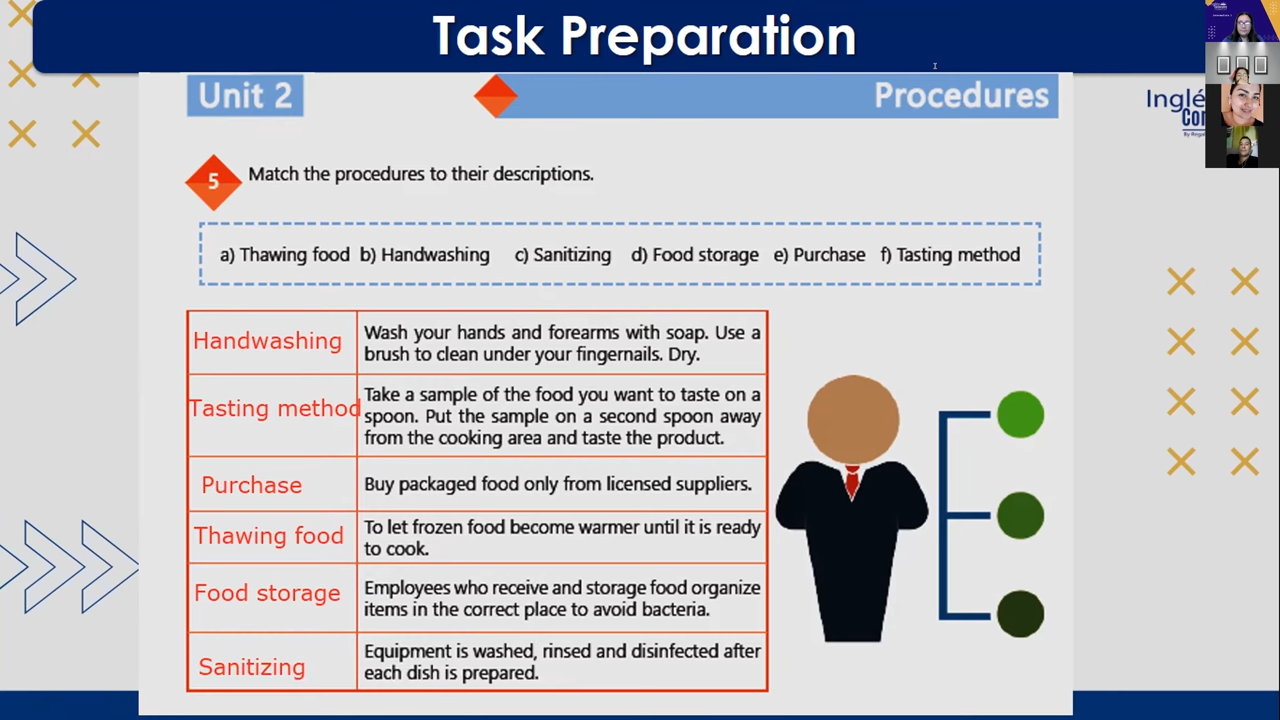 Task Preparation
Unit 2
Procedures
Inglé
Co
By Rega
5
Match the procedures to their descriptions.
a) Thawing food b) Handwashing c) Sanitizing d) Food storage e) Purchase f) Tasting method
Handwashing
Wash your hands and forearms with soap. Use a
brush to clean under your fingernails. Dry.
Tasting method
Take a sample of the food you want to taste on a
spoon. Put the sample on a second spoon away
from the cooking area and taste the product.
Purchase
Buy packaged food only from licensed suppliers.
Thawing food
To let frozen food become warmer until it is ready
to cook.
Food storage
Employees who receive and storage food organize
items in the correct place to avoid bacteria.
Sanitizing
Equipment is washed, rinsed and disinfected after
each dish is prepared.